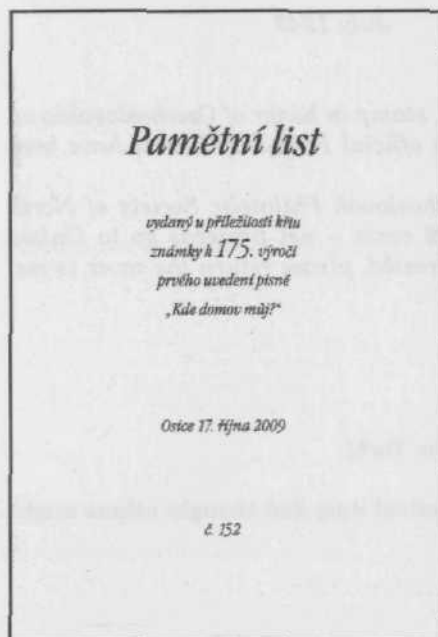 Pamětní list
vydaný u příležitosti křtu
známky k 175. výročí
prvého uvedení písně
„Kde domov můj?“
Osice 17. října 2009
č. 152